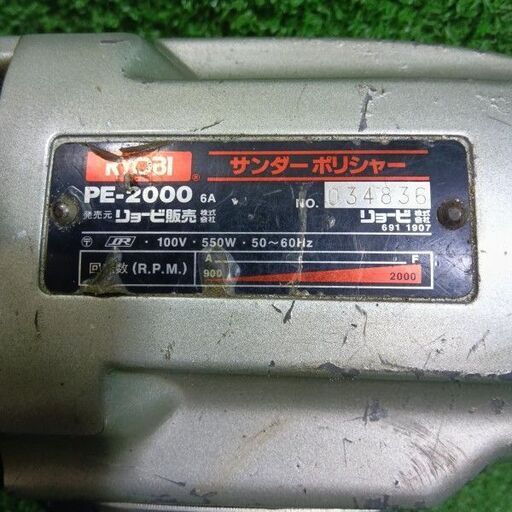 RYOBI ® サンダーポリシャー
PE-2000 6A NO. 034836
発売元 リョービ販売 株式会社 リョービ 株式会社
691 1907
〒 JR · 100V · 550W · 50～60Hz
回転数 (R.P.M.) A F
900 2000